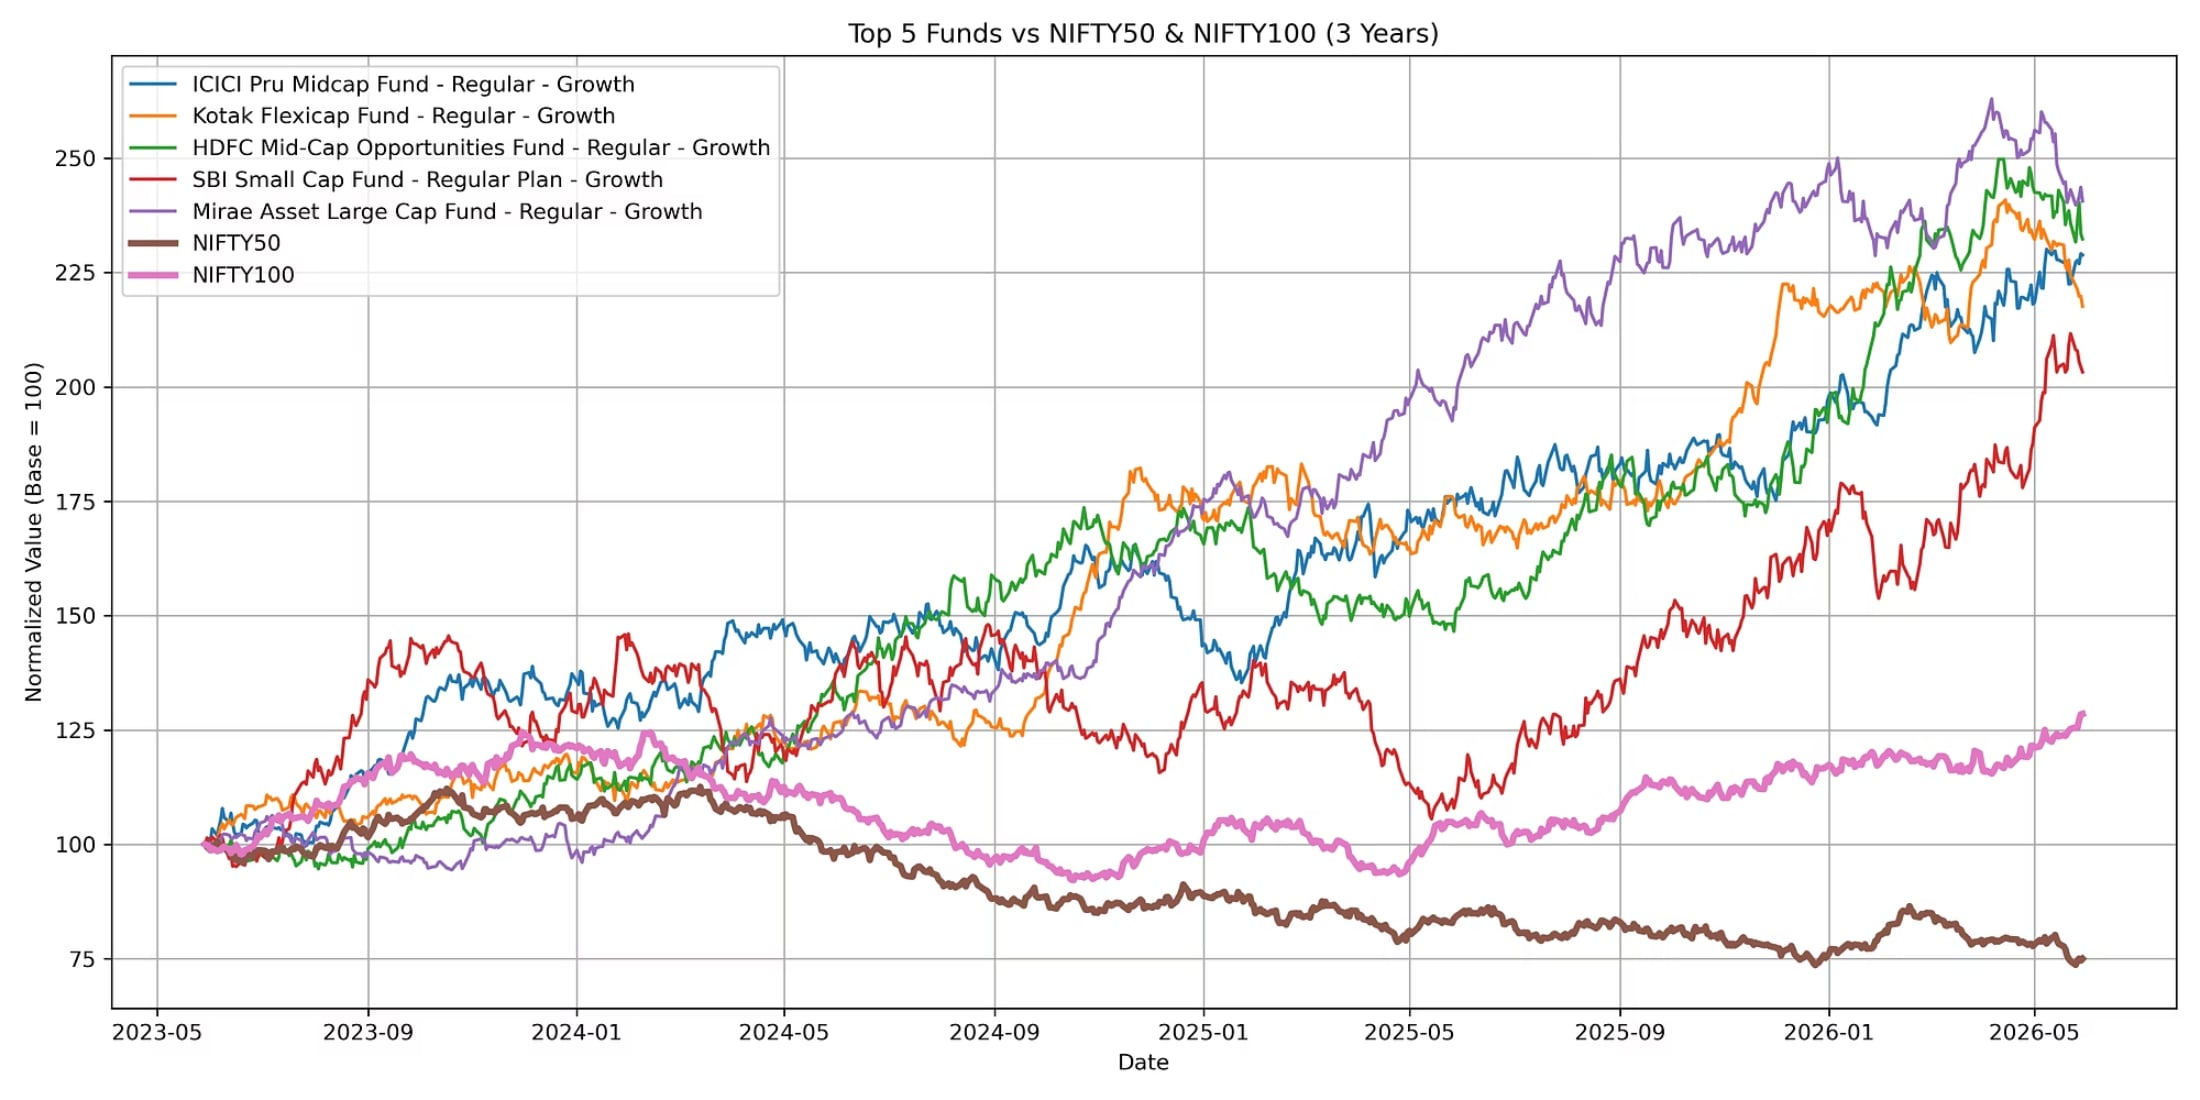 Top 5 Funds vs NIFTY50 & NIFTY100 (3 Years)
ICICI Pru Midcap Fund - Regular - Growth
Kotak Flexicap Fund - Regular - Growth
HDFC Mid-Cap Opportunities Fund - Regular - Growth
SBI Small Cap Fund - Regular Plan - Growth
Mirae Asset Large Cap Fund - Regular - Growth
NIFTY50
NIFTY100
Normalized Value (Base = 100)
250
225
200
175
150
125
100
75
2023-05 2023-09 2024-01 2024-05 2024-09 2025-01 2025-05 2025-09 2026-01 2026-05
Date